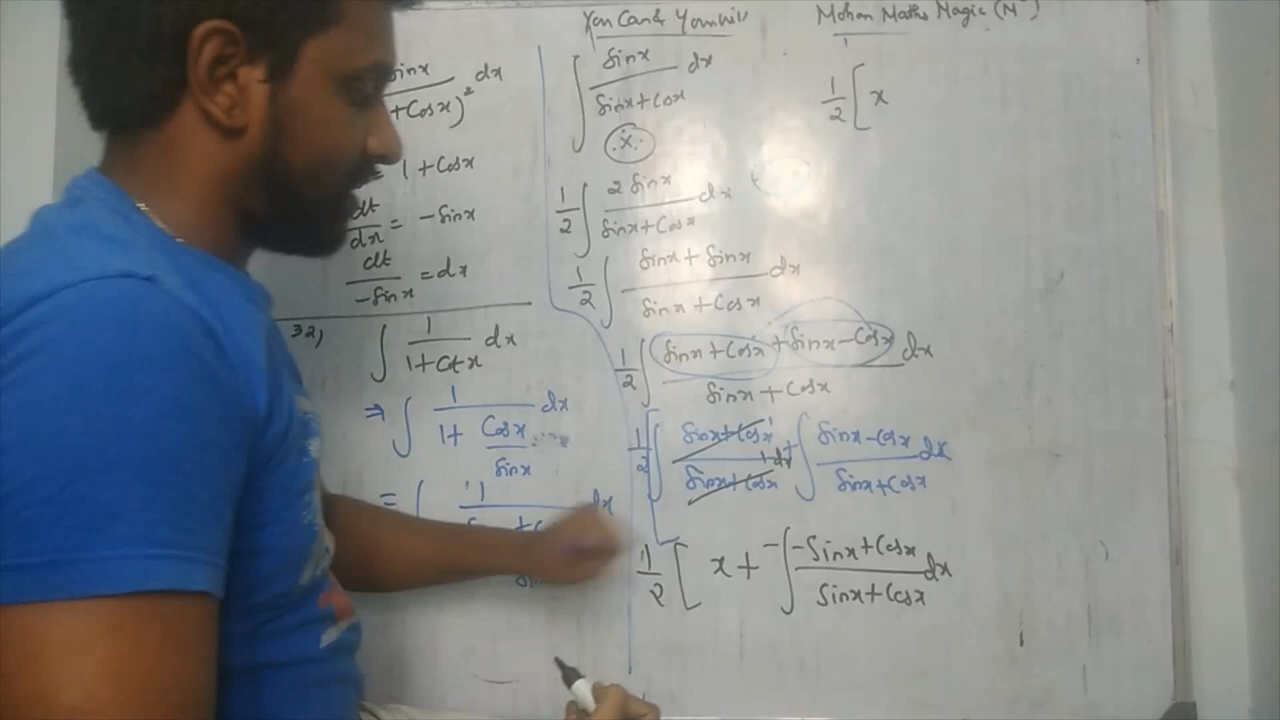 You Can & You will
Mohan Maths Magic (M³)
sinx
+Cosx)² dx
= 1 + Cosx
dt/dx = -Sinx
dt/-Sinx = dx
32) ∫ 1/(1+Cotx) dx
⇒ ∫ 1/(1+ Cosx/sinx) dx
= ∫ 1 dx
∫ Sinx/(Sinx+Cosx) dx
1/2 ∫ 2 Sinx/(Sinx+Cosx) dx
1/2 ∫ (Sinx + Sinx)/(Sinx + Cosx) dx
1/2 ∫ (Sinx + Cosx + Sinx - Cosx)/(Sinx + Cosx) dx
1/2 [∫ (Sinx+Cosx)/(Sinx+Cosx) dx + ∫ (Sinx-Cosx)/(Sinx+Cosx) dx
1/2 [ x + -∫ (-Sinx+Cosx)/(Sinx+Cosx) dx
1/2 [ x